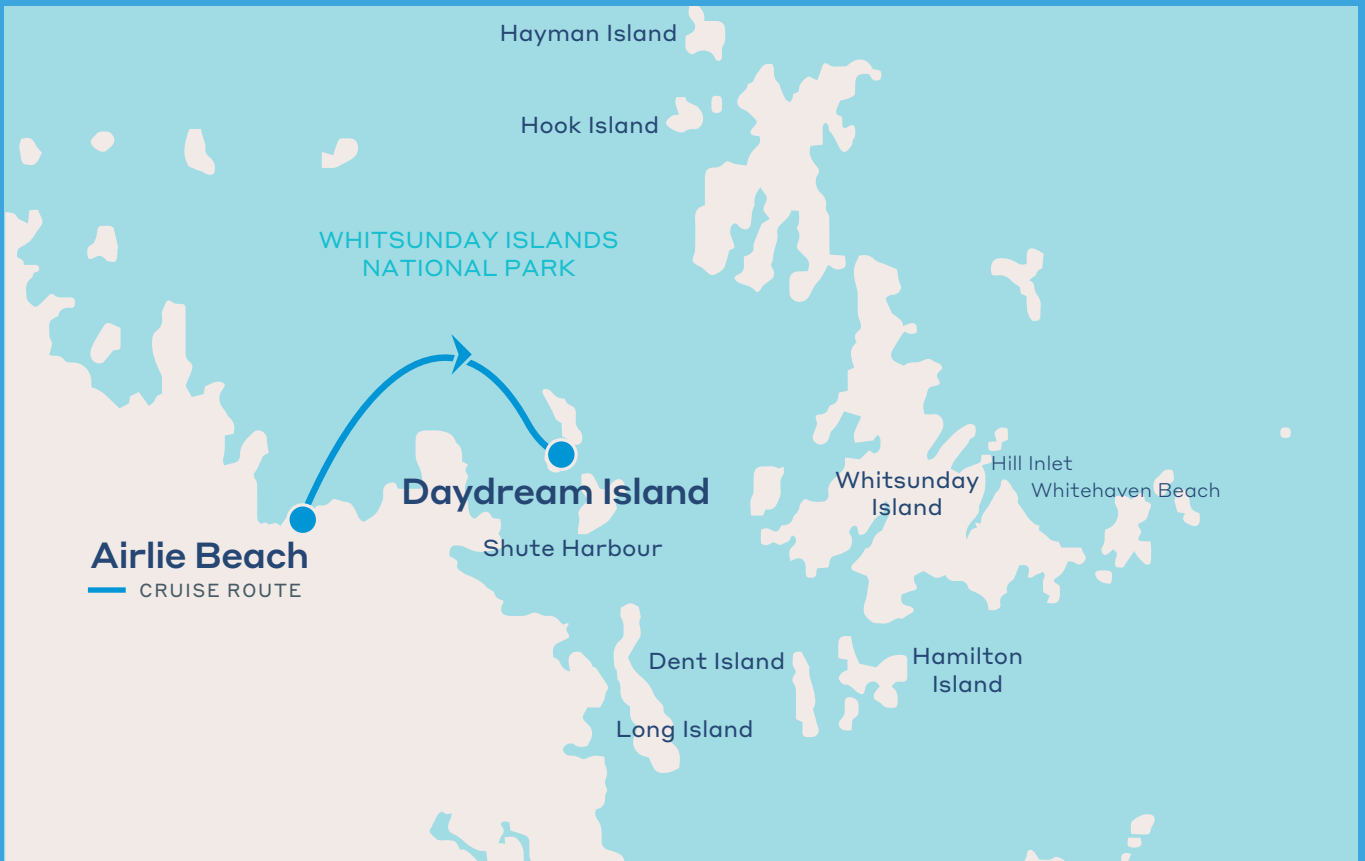 Hayman Island
Hook Island
WHITSUNDAY ISLANDS
NATIONAL PARK
Hill Inlet
Whitsunday
Island
Whitehaven Beach
Daydream Island
Shute Harbour
Airlie Beach
CRUISE ROUTE
Dent Island
Hamilton
Island
Long Island